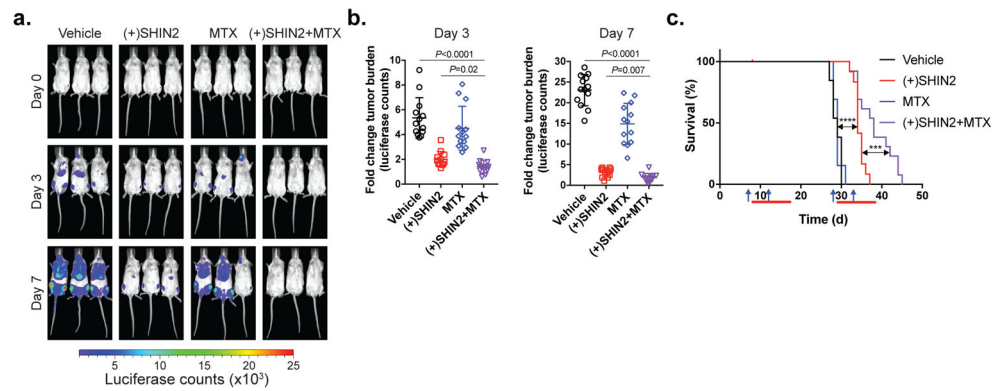 a.
Vehicle (+)SHIN2 MTX (+)SHIN2+MTX
Day 0
Day 3
Day 7
5 10 15 20 25
Luciferase counts (x10³)
b.
Day 3
P<0.0001
P=0.02
Fold change tumor burden
(luciferase counts)
10
8
6
4
2
0
Vehicle
(+)SHIN2
MTX
(+)SHIN2+MTX
Day 7
P<0.0001
P=0.007
Fold change tumor burden
(luciferase counts)
30
25
20
15
10
5
0
Vehicle
(+)SHIN2
MTX
(+)SHIN2+MTX
c.
Survival (%)
100
50
0
****
***
0 10 20 30 40 50
Time (d)
Vehicle
(+)SHIN2
MTX
(+)SHIN2+MTX